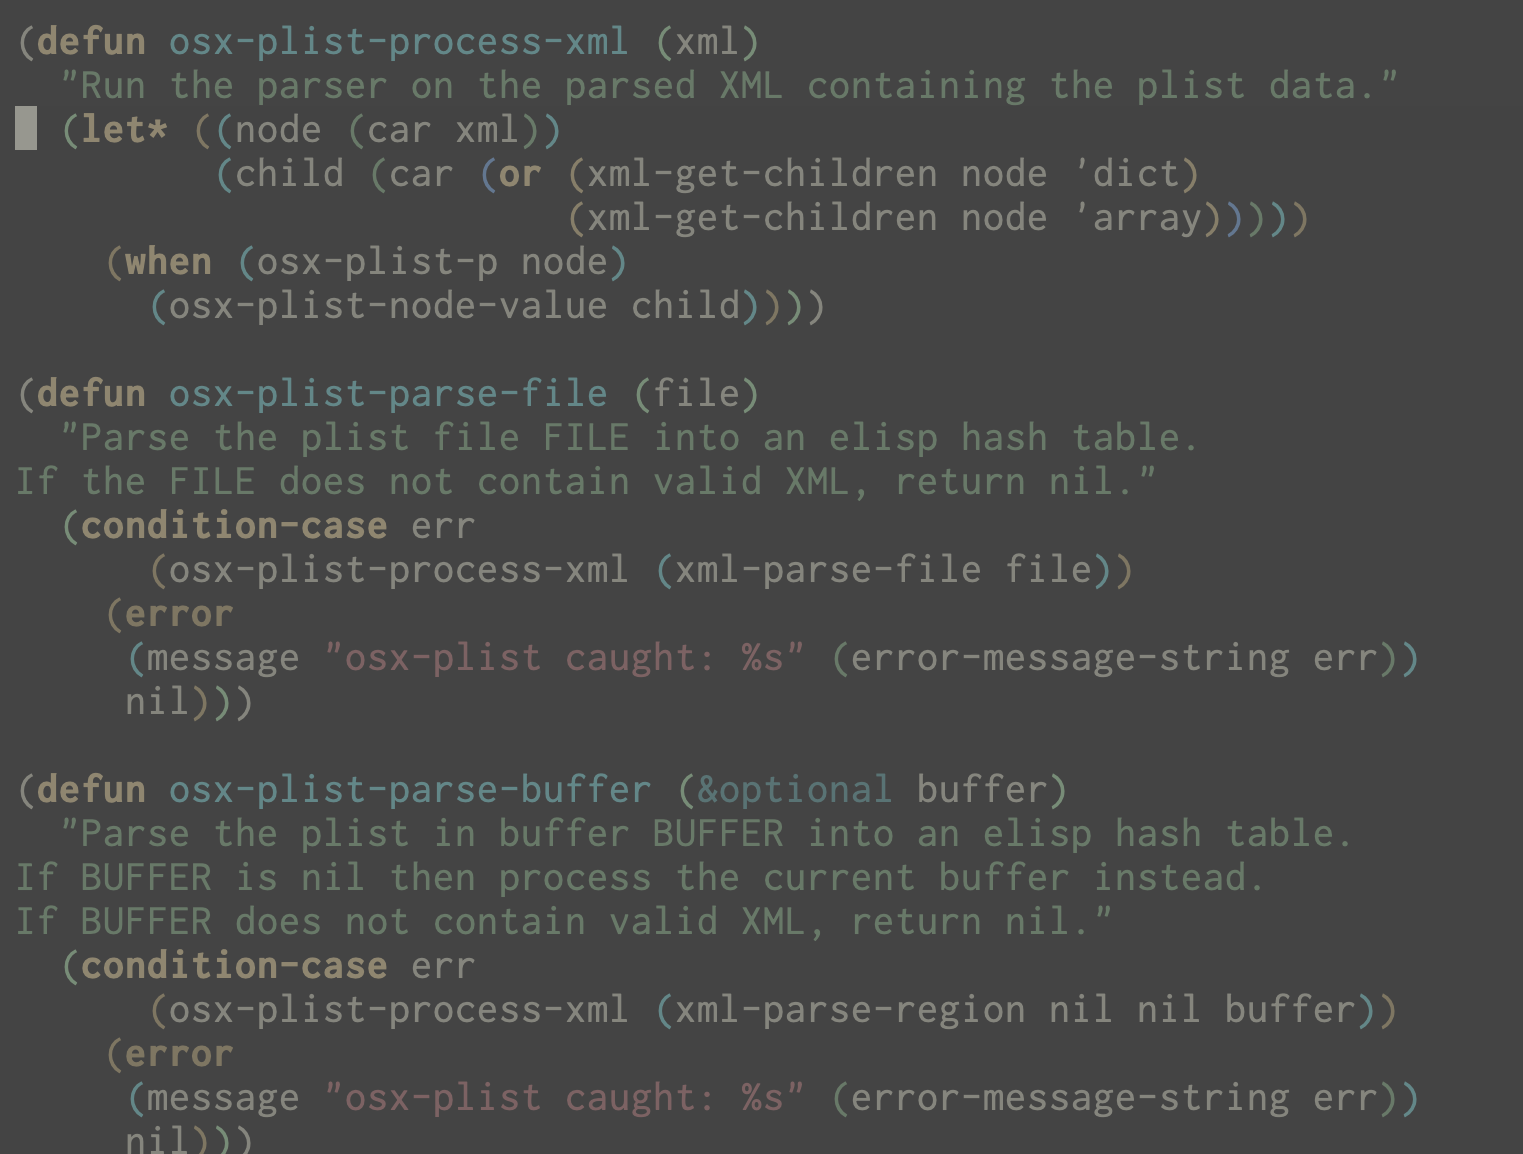 (defun osx-plist-process-xml (xml)
  "Run the parser on the parsed XML containing the plist data."
  (let* ((node (car xml))
         (child (car (or (xml-get-children node 'dict)
                         (xml-get-children node 'array)))))
    (when (osx-plist-p node)
      (osx-plist-node-value child))))

(defun osx-plist-parse-file (file)
  "Parse the plist file FILE into an elisp hash table.
If the FILE does not contain valid XML, return nil."
  (condition-case err
      (osx-plist-process-xml (xml-parse-file file))
    (error
     (message "osx-plist caught: %s" (error-message-string err))
     nil)))

(defun osx-plist-parse-buffer (&optional buffer)
  "Parse the plist in buffer BUFFER into an elisp hash table.
If BUFFER is nil then process the current buffer instead.
If BUFFER does not contain valid XML, return nil."
  (condition-case err
      (osx-plist-process-xml (xml-parse-region nil nil buffer))
    (error
     (message "osx-plist caught: %s" (error-message-string err))
     nil)))